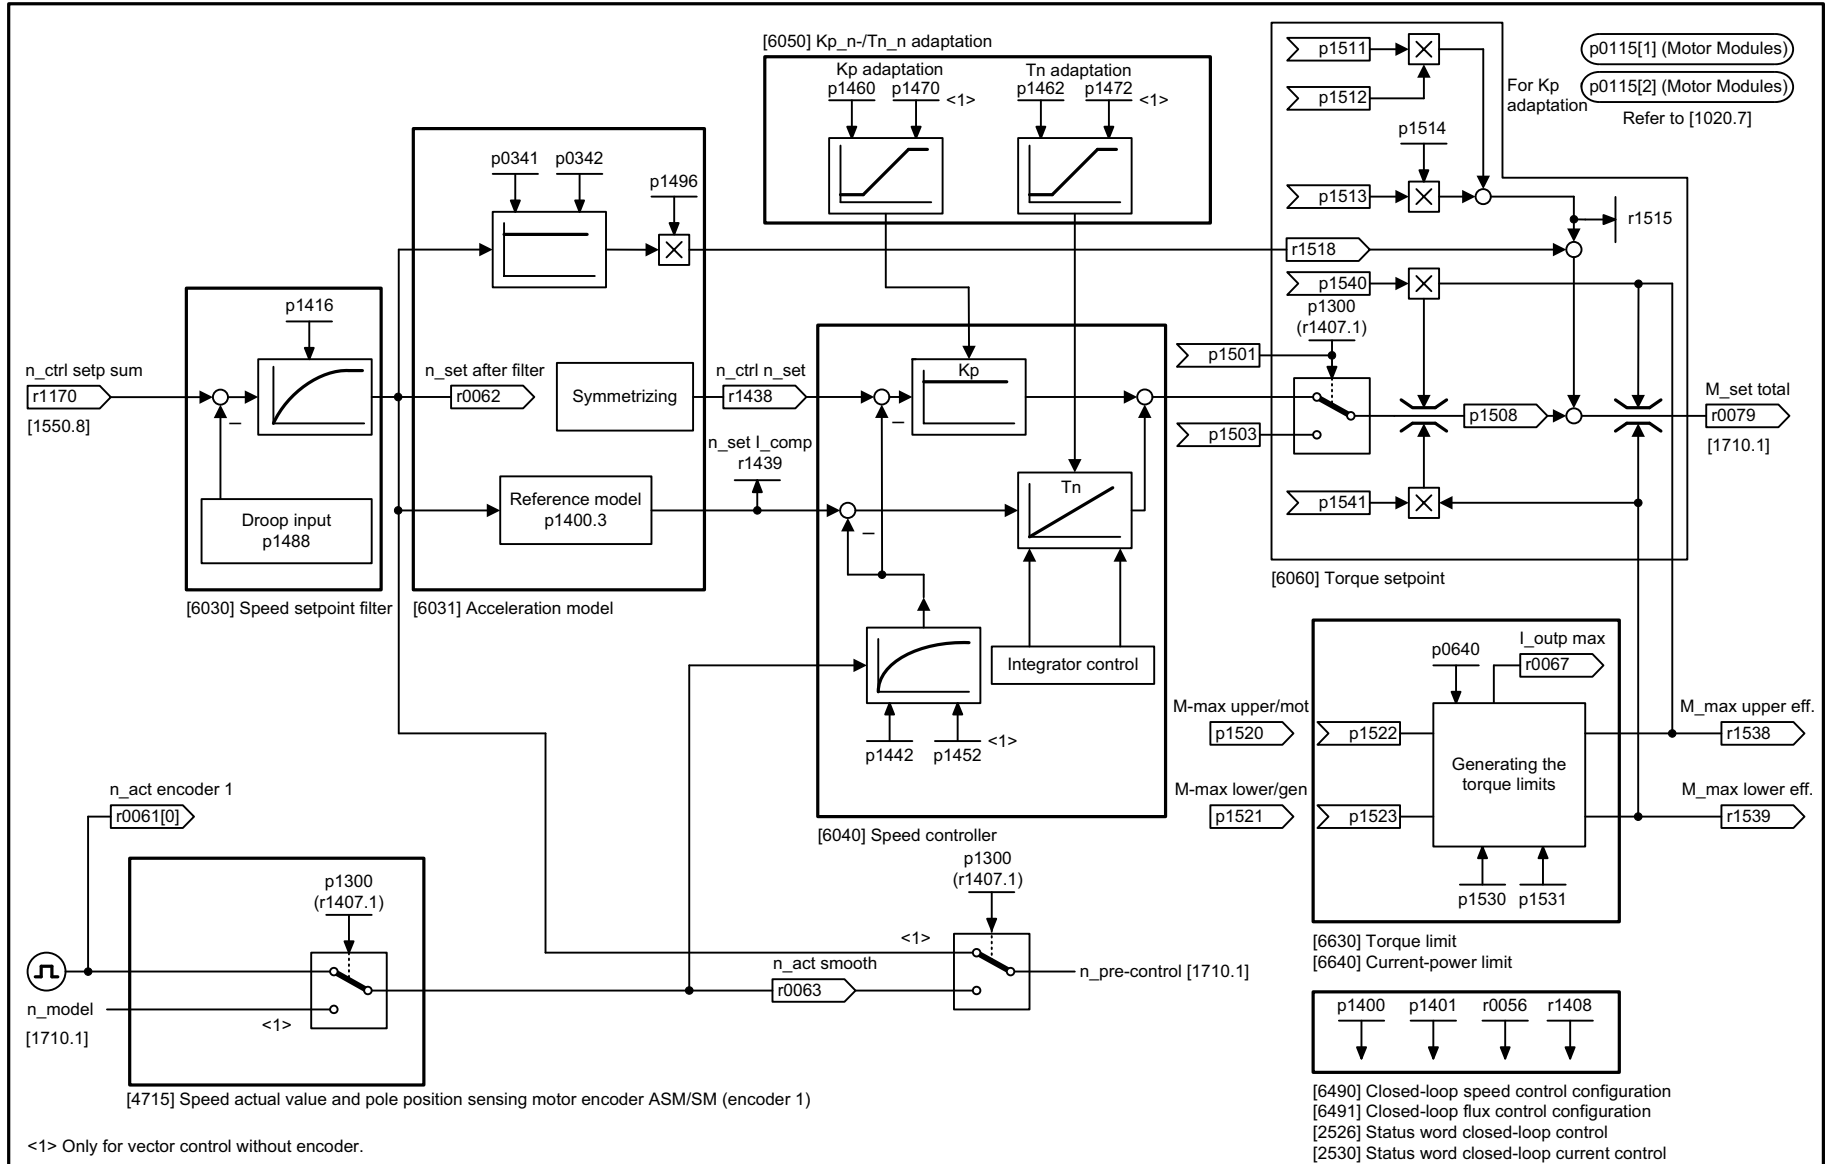 [6050] Kp_n-/Tn_n adaptation
Kp adaptation
Tn adaptation
p1460
p1470
<1>
p1462
p1472
<1>
p1511
p1512
For Kp
adaptation
p0115[1] (Motor Modules)
p0115[2] (Motor Modules)
Refer to [1020.7]
p1514
p1513
r1515
r1518
p1540
p1300
(r1407.1)
p1501
p1503
p1508
M_set total
r0079
[1710.1]
p1541
[6060] Torque setpoint
p0341
p0342
p1496
p1416
n_ctrl setp sum
r1170
[1550.8]
–
Droop input
p1488
[6030] Speed setpoint filter
n_set after filter
r0062
Symmetrizing
n_ctrl n_set
r1438
n_set I_comp
r1439
Reference model
p1400.3
[6031] Acceleration model
Kp
–
Tn
–
Integrator control
p1442
p1452
<1>
[6040] Speed controller
M-max upper/mot
p1520
M-max lower/gen
p1521
p0640
I_outp max
r0067
p1522
p1523
Generating the
torque limits
M_max upper eff.
r1538
M_max lower eff.
r1539
p1530
p1531
[6630] Torque limit
[6640] Current-power limit
n_act encoder 1
r0061[0]
p1300
(r1407.1)
n_model
[1710.1]
<1>
[4715] Speed actual value and pole position sensing motor encoder ASM/SM (encoder 1)
n_act smooth
r0063
p1300
(r1407.1)
<1>
n_pre-control [1710.1]
p1400
p1401
r0056
r1408
[6490] Closed-loop speed control configuration
[6491] Closed-loop flux control configuration
[2526] Status word closed-loop control
[2530] Status word closed-loop current control
<1> Only for vector control without encoder.